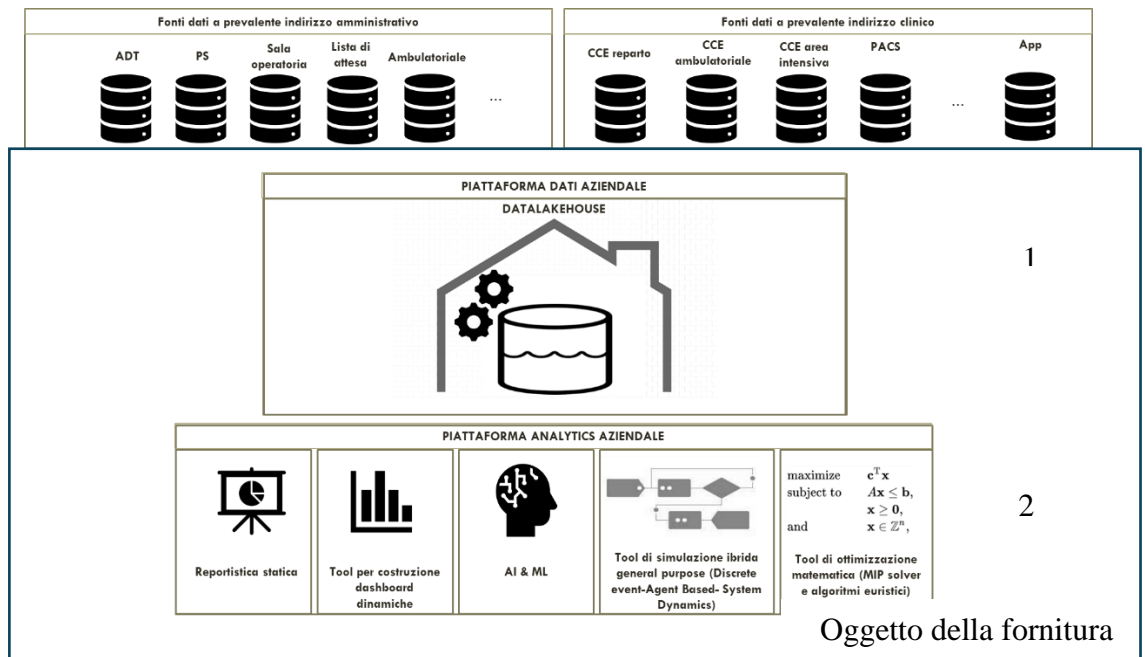 Fonti dati a prevalente indirizzo amministrativo
ADT
PS
Sala
operatoria
Lista di
attesa
Ambulatoriale
...
Fonti dati a prevalente indirizzo clinico
CCE reparto
CCE
ambulatoriale
CCE area
intensiva
PACS
...
App
PIATTAFORMA DATI AZIENDALE
DATALAKEHOUSE
1
PIATTAFORMA ANALYTICS AZIENDALE
Reportistica statica
Tool per costruzione
dashboard
dinamiche
AI & ML
Tool di simulazione ibrida
general purpose (Discrete
event-Agent Based- System
Dynamics)
maximize cᵀx
subject to Ax ≤ b,
x ≥ 0,
and x ∈ ℤⁿ,
Tool di ottimizzazione
matematica (MIP solver
e algoritmi euristici)
2
Oggetto della fornitura